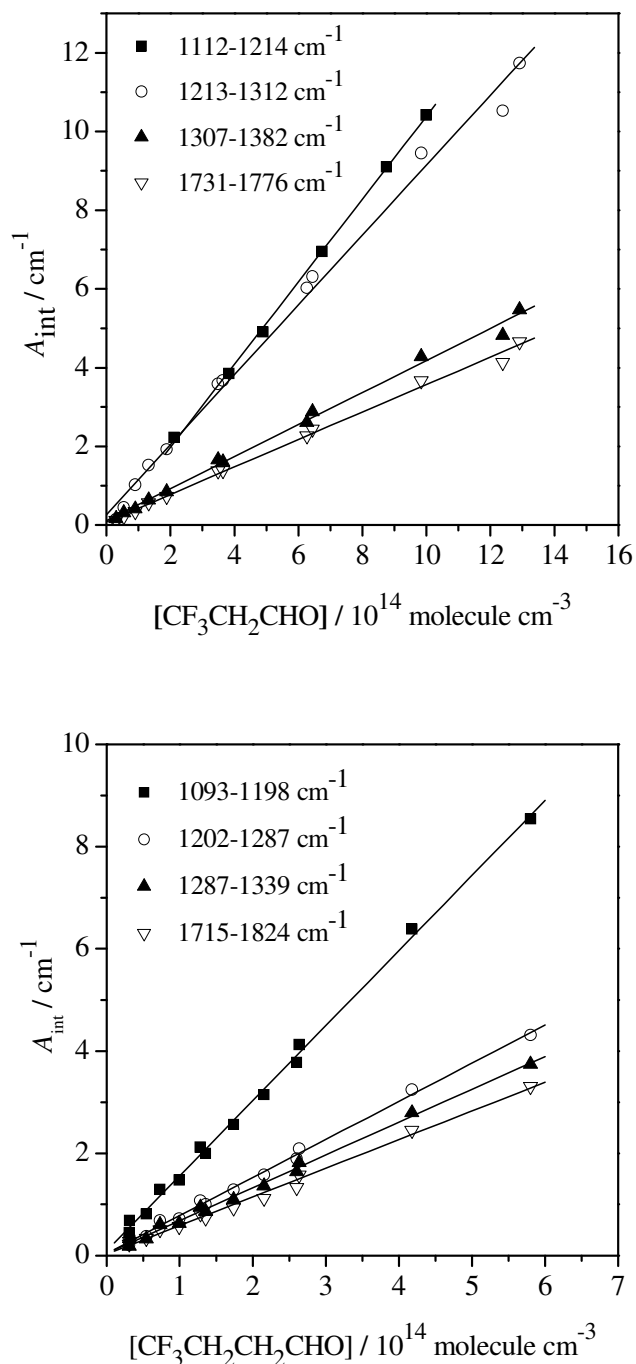 12
10
8
6
4
2
0
A_int / cm^-1
1112-1214 cm^-1
1213-1312 cm^-1
1307-1382 cm^-1
1731-1776 cm^-1
0 2 4 6 8 10 12 14 16
[CF_3CH_2CHO] / 10^14 molecule cm^-3
10
8
6
4
2
0
A_int / cm^-1
1093-1198 cm^-1
1202-1287 cm^-1
1287-1339 cm^-1
1715-1824 cm^-1
0 1 2 3 4 5 6 7
[CF_3CH_2CH_2CHO] / 10^14 molecule cm^-3